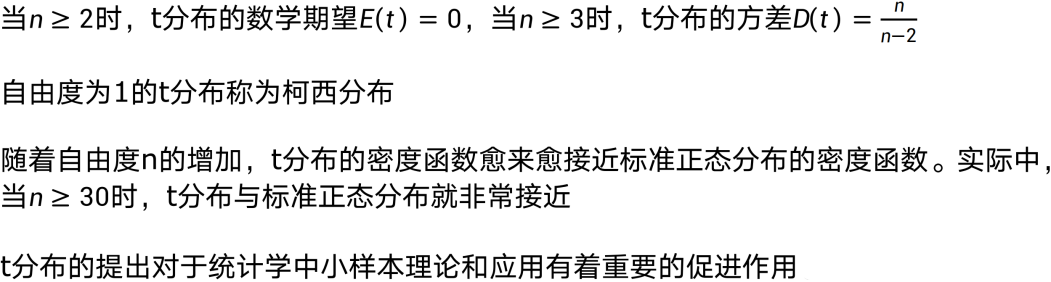 当n ≥ 2时，t分布的数学期望E(t) = 0，当n ≥ 3时，t分布的方差D(t) = \frac{n}{n-2}
自由度为1的t分布称为柯西分布
随着自由度n的增加，t分布的密度函数愈来愈接近标准正态分布的密度函数。实际中，
当n ≥ 30时，t分布与标准正态分布就非常接近
t分布的提出对于统计学中小样本理论和应用有着重要的促进作用